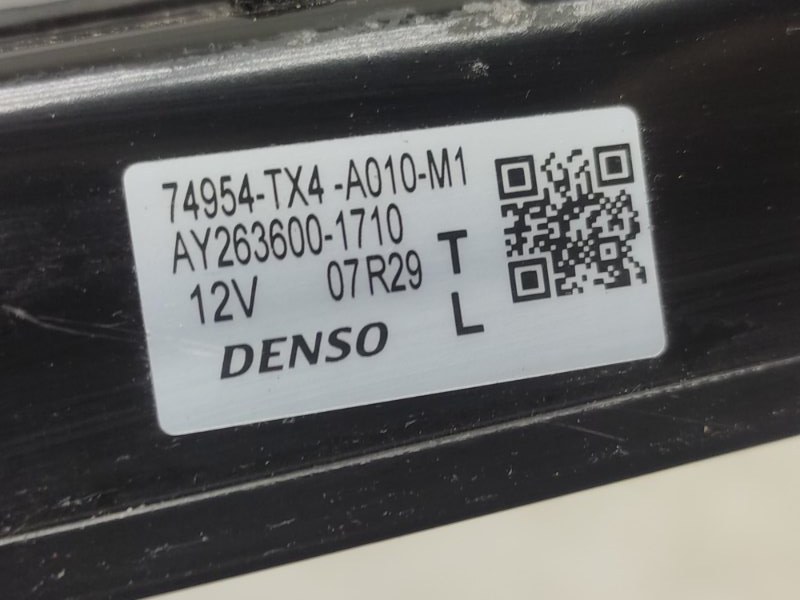 74954-TX4 -A010-M1
AY263600-1710
12V 07R29
T
L
DENSO